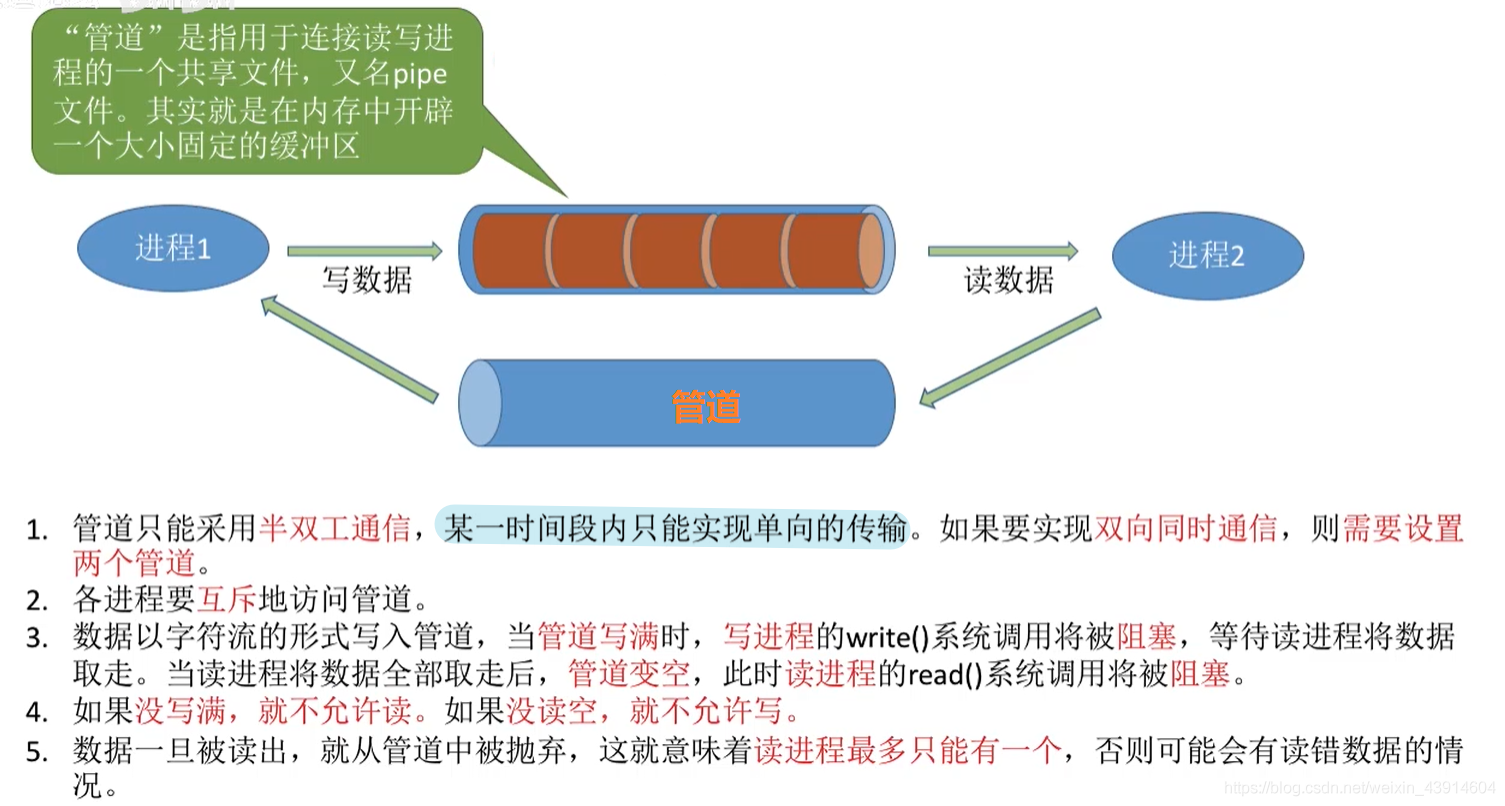 “管道”是指用于连接读写进
程的一个共享文件，又名pipe
文件。其实就是在内存中开辟
一个大小固定的缓冲区
进程1
写数据
读数据
进程2
管道
1. 管道只能采用半双工通信，某一时间段内只能实现单向的传输。如果要实现双向同时通信，则需要设置
两个管道。
2. 各进程要互斥地访问管道。
3. 数据以字符流的形式写入管道，当管道写满时，写进程的write()系统调用将被阻塞，等待读进程将数据
取走。当读进程将数据全部取走后，管道变空，此时读进程的read()系统调用将被阻塞。
4. 如果没写满，就不允许读。如果没读空，就不允许写。
5. 数据一旦被读出，就从管道中被抛弃，这就意味着读进程最多只能有一个，否则可能会有读错数据的情
况。
https://blog.csdn.net/weixin_43914604